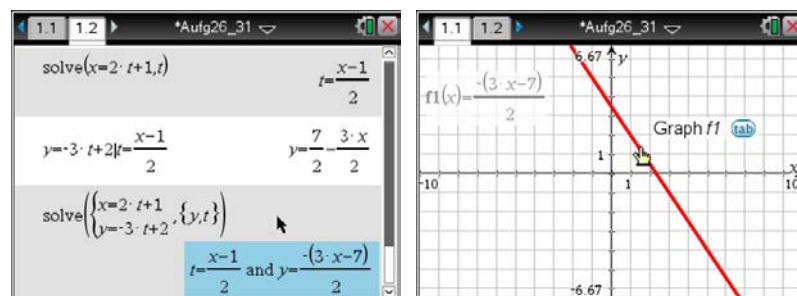 1.1 1.2 *Aufg26_31
solve(x=2·t+1,t)
t=(x−1)/2
y=-3·t+2|t=(x−1)/2
y=7/2−(3·x)/2
solve({x=2·t+1
y=-3·t+2,{y,t})
t=(x−1)/2 and y=-(3·x−7)/2
1.1 1.2 *Aufg26_31
6.67 y
f1(x)=-(3·x−7)/2
Graph f1 tab
1
x
-10 1 10
-6.67